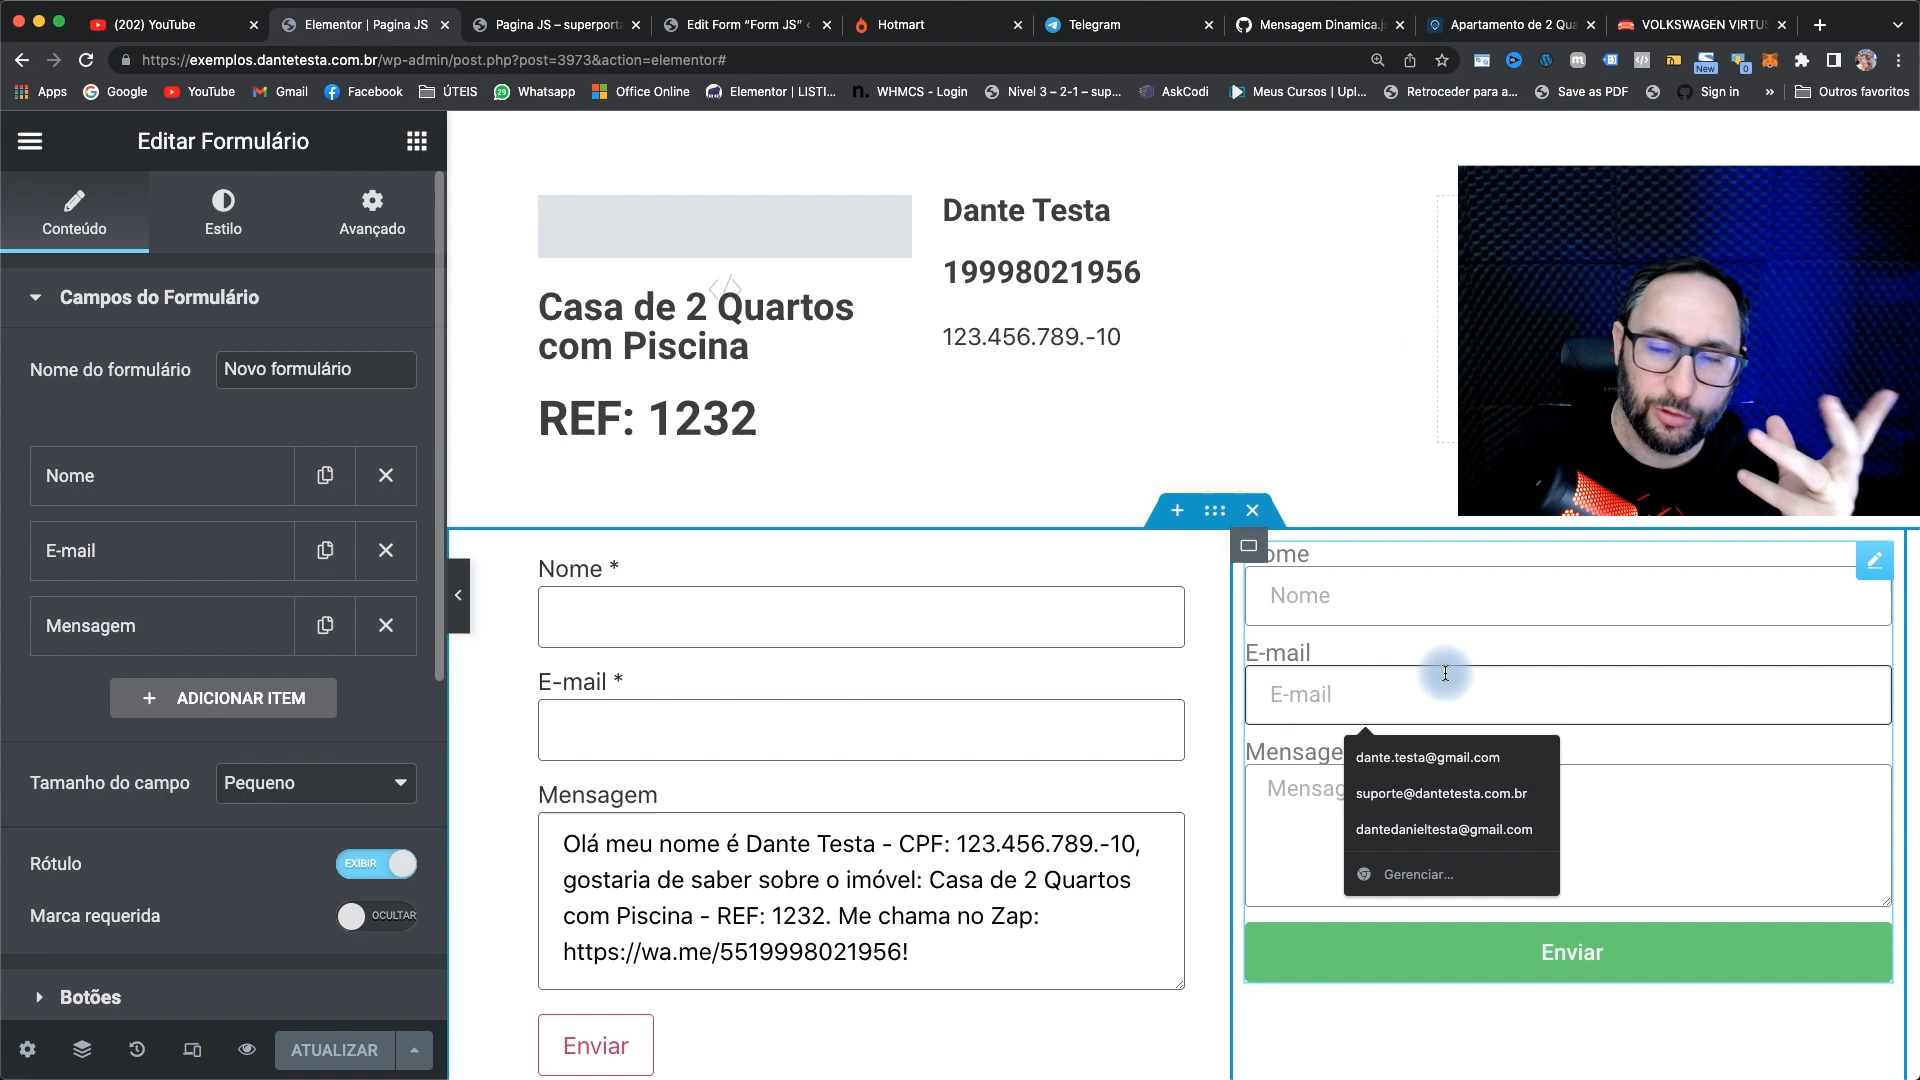 (202) YouTube
Elementor | Pagina JS
Pagina JS – superporta
Edit Form “Form JS” ‹
Hotmart
Telegram
Mensagem Dinamica.j
Apartamento de 2 Qua
VOLKSWAGEN VIRTUS
https://exemplos.dantetesta.com.br/wp-admin/post.php?post=3973&action=elementor#
New
0
Apps
Google
YouTube
Gmail
Facebook
ÚTEIS
Whatsapp
Office Online
Elementor | LISTI...
WHMCS - Login
Nivel 3 – 2-1 – sup...
AskCodi
Meus Cursos | Upl...
Retroceder para a...
Save as PDF
Sign in
»
Outros favoritos
Editar Formulário
Conteúdo
Estilo
Avançado
Campos do Formulário
Nome do formulário
Novo formulário
Nome
E-mail
Mensagem
+ ADICIONAR ITEM
Tamanho do campo
Pequeno
Rótulo
EXIBIR
Marca requerida
OCULTAR
Botões
ATUALIZAR
Casa de 2 Quartos
com Piscina
REF: 1232
Dante Testa
19998021956
123.456.789.-10
Nome *
E-mail *
Mensagem
Olá meu nome é Dante Testa - CPF: 123.456.789.-10,
gostaria de saber sobre o imóvel: Casa de 2 Quartos
com Piscina - REF: 1232. Me chama no Zap:
https://wa.me/5519998021956!
Enviar
ome
Nome
E-mail
E-mail
Mensage
Mensag
dante.testa@gmail.com
suporte@dantetesta.com.br
dantedanieltesta@gmail.com
Gerenciar...
Enviar